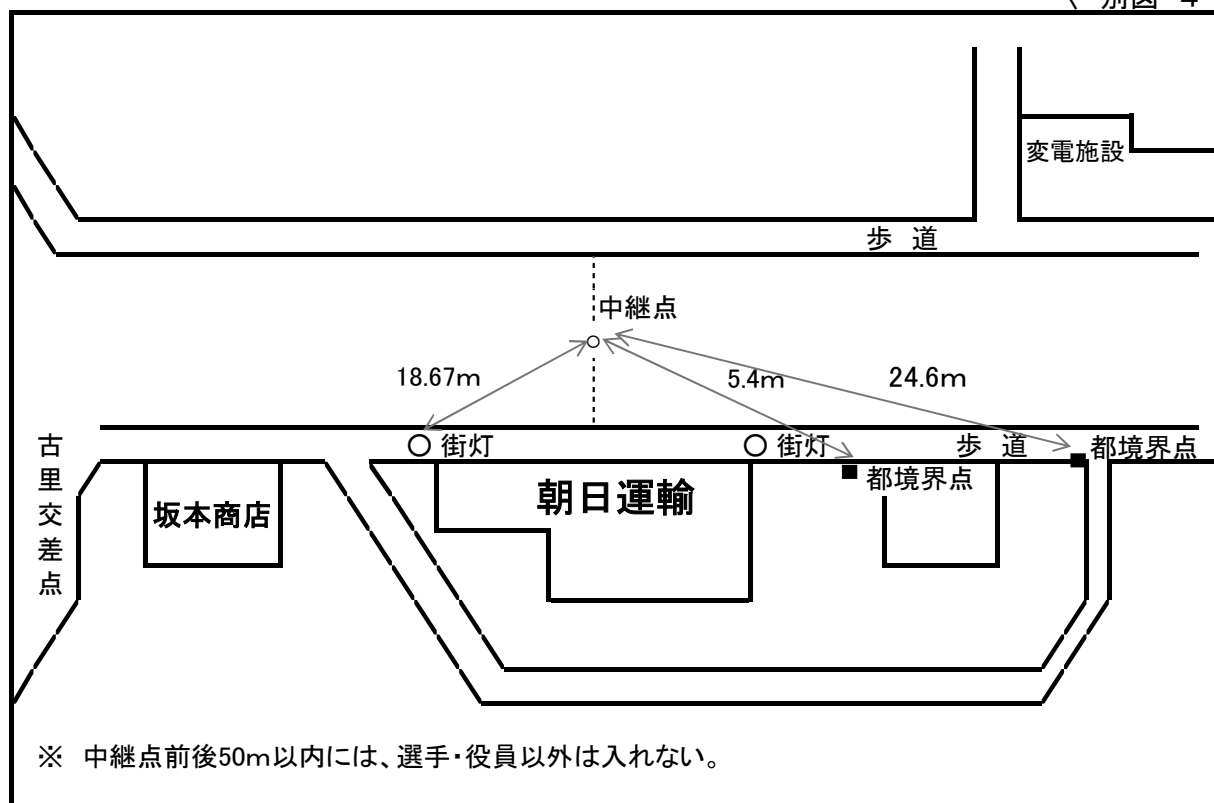 別図 4
変電施設
歩 道
中継点
18.67m
5.4m
24.6m
街灯
街灯
歩 道
都境界点
都境界点
古里交差点
坂本商店
朝日運輸
※ 中継点前後50m以内には、選手・役員以外は入れない。